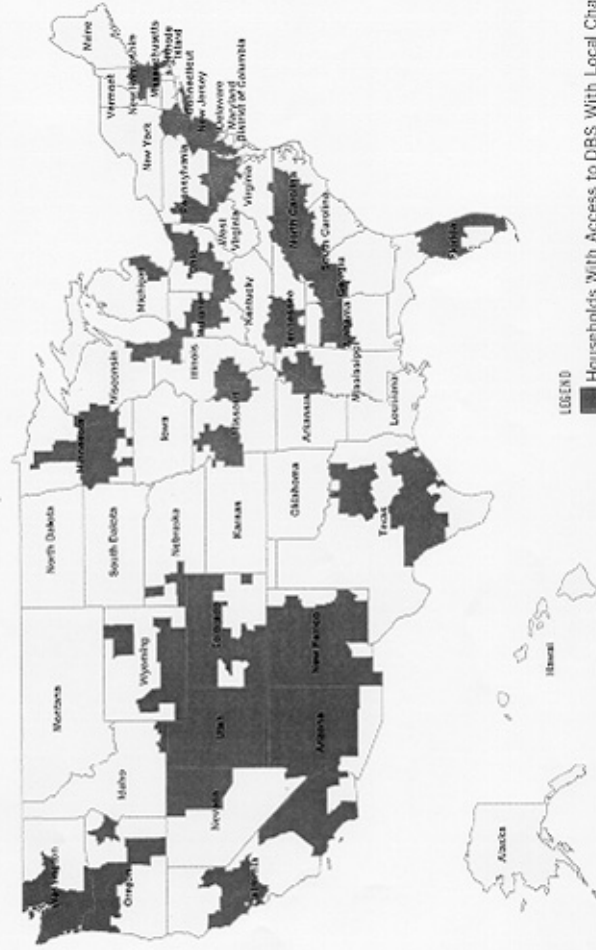 Washington
Oregon
California
Nevada
Idaho
Montana
Wyoming
Utah
Arizona
Colorado
New Mexico
North Dakota
South Dakota
Nebraska
Kansas
Oklahoma
Texas
Minnesota
Iowa
Missouri
Arkansas
Louisiana
Wisconsin
Illinois
Mississippi
Michigan
Indiana
Kentucky
Tennessee
Alabama
Ohio
West
Virginia
Georgia
Florida
South Carolina
North Carolina
Virginia
Pennsylvania
New York
Vermont
New Hampshire
Maine
Massachusetts
Rhode
Island
Connecticut
New Jersey
Delaware
Maryland
District of Columbia
Alaska
Hawaii
LEGEND
Households With Access to DBS With Local Cha